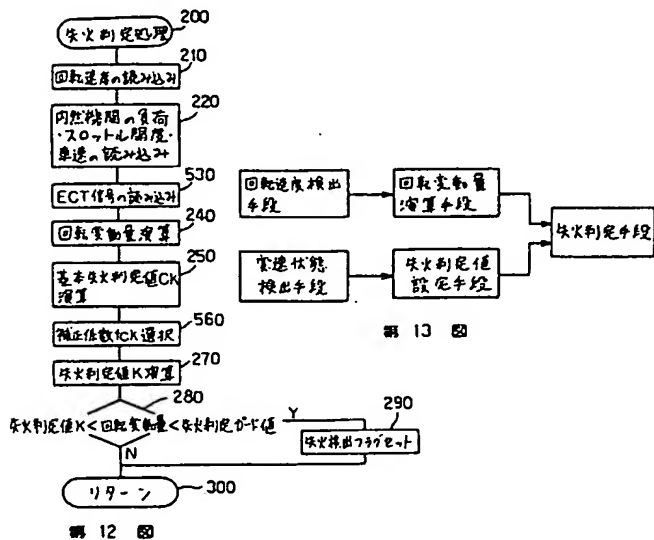 200
失火判定処理
210
回転速度の読み込み
220
内然機関の負荷
・スロットル開度・
車速の読み込み
530
ECT信号の読み込み
240
回転変動量演算
250
基本失火判定値CK
演算
560
補正係数fCK選択
270
失火判定値K演算
280
失火判定値K<回転変動量<失火判定ガード値
Y
290
失火検出フラグセット
N
リターン
300
第 12 図
回転速度検出
手段
回転変動量
演算手段
失火判定手段
変速状態
検出手段
失火判定値
設定手段
第 13 図